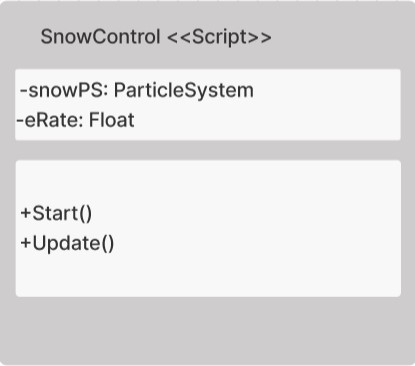 SnowControl <<Script>>
-snowPS: ParticleSystem
-eRate: Float
+Start()
+Update()